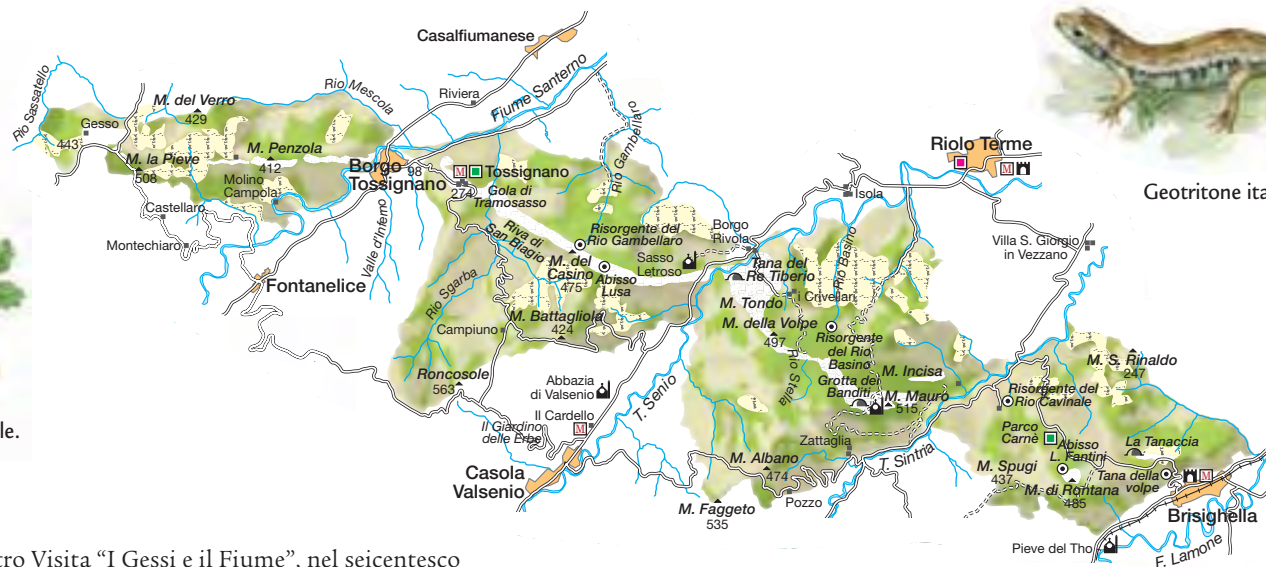 Casalfiumanese
Rio Sassatello
Rio Mescola
Fiume Santerno
Riviera
M. del Verro
429
Gesso
443
M. la Pieve
508
M. Penzola
412
Molino
Campola
Borgo
Tossignano
98
Tossignano
M
274
Gola di
Tramosasso
Rio Gambellaro
Castellaro
Montechiaro
Fontanelice
Valle d'Inferno
Riva di
San Biagio
Risorgente del
Rio Gambellaro
M. del
Casino
475
Abisso
Lusa
Sasso
Letroso
Borgo
Rivola
Rio Sgarba
Campiuno
M. Battagliola
424
Roncosole
563
Abbazia
di Valsenio
Il Cardello
M
Il Giardino
delle Erbe
Casola
Valsenio
T. Senio
Riolo Terme
M
Isola
Geotritone ita
Villa S. Giorgio
in Vezzano
Tana del
Re Tiberio
Rio Basino
i Crivellari
M. Tondo
M. della Volpe
497
Risorgente
del Rio
Basino
Rio Stella
M. Incisa
Grotta dei
Banditi
M. Mauro
515
Zattaglia
T. Sintria
M. Albano
474
Pozzo
M. Faggeto
535
M. S. Rinaldo
247
Risorgente del
Rio Cavinale
Parco
Carnè
Abisso
L. Fantini
La Tanaccia
M. Spugi
437
Tana della
volpe
M
M. di Rontana
485
Brisighella
Pieve del Tho
F. Lamone
le.
tro Visita “I Gessi e il Fiume”, nel seicentesco